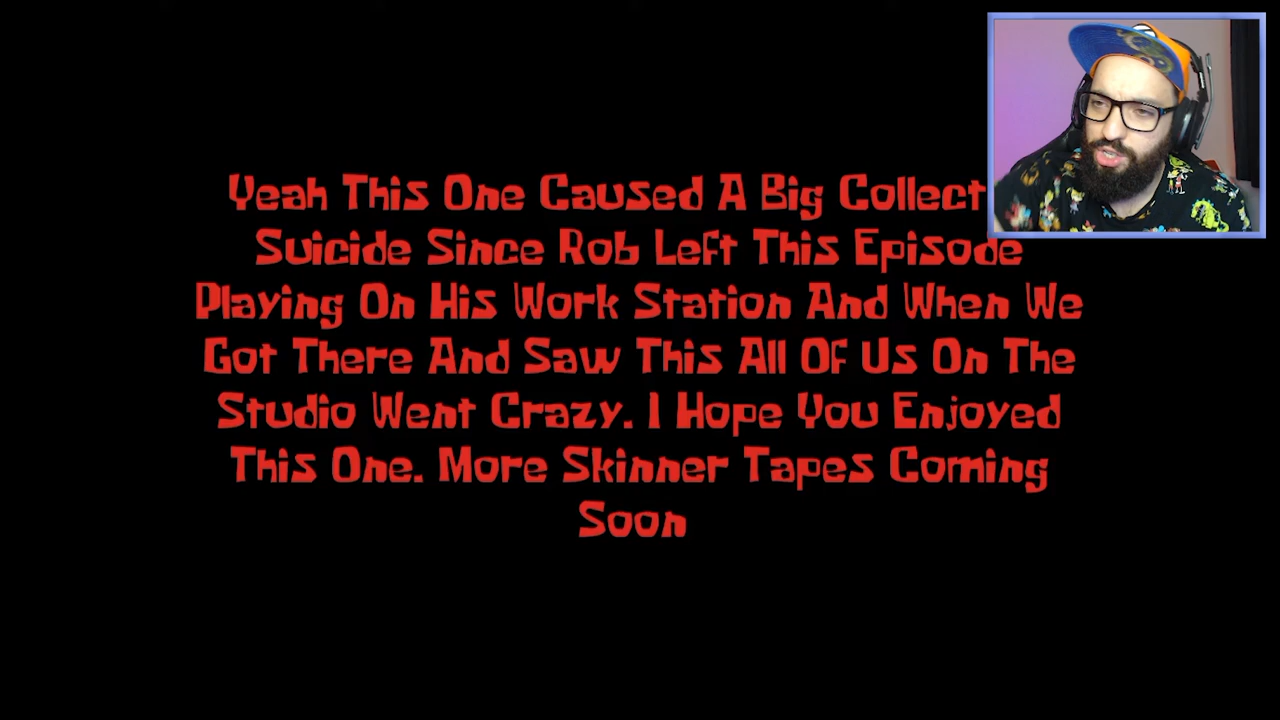 Yeah This One Caused A Big Collect
Suicide Since Rob Left This Episode
Playing On His Work Station And When We
Got There And Saw This All Of Us On The
Studio Went Crazy. I Hope You Enjoyed
This One. More Skinner Tapes Coming
Soon